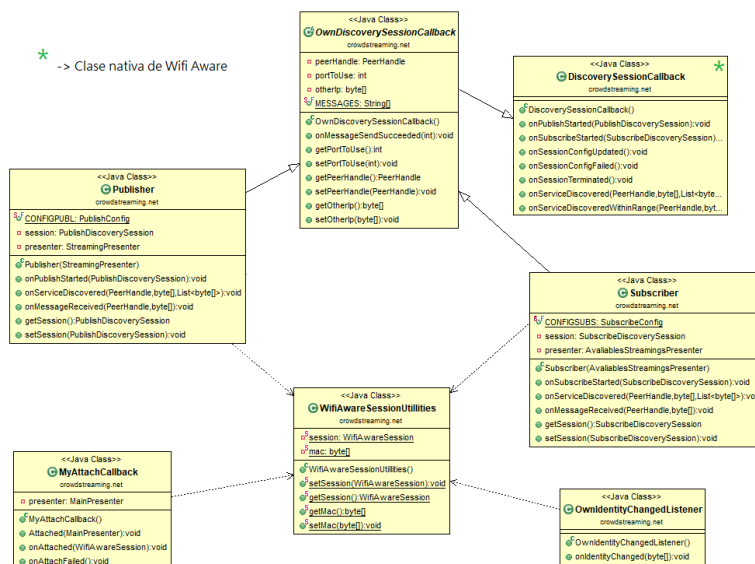 * -> Clase nativa de Wifi Aware
<<Java Class>>
OwnDiscoverySessionCallback
crowdstreaming.net
peerHandle: PeerHandle
portToUse: int
otherIp: byte[]
MESSAGES: String[]
OwnDiscoverySessionCallback()
onMessageSendSucceeded(int):void
getPortToUse():int
setPortToUse(int):void
getPeerHandle():PeerHandle
setPeerHandle(PeerHandle):void
getOtherIp():byte[]
setOtherIp(byte[]):void
<<Java Class>>
DiscoverySessionCallback
crowdstreaming.net
*
DiscoverySessionCallback()
onPublishStarted(PublishDiscoverySession):void
onSubscribeStarted(SubscribeDiscoverySession)...
onSessionConfigUpdated():void
onSessionConfigFailed():void
onSessionTerminated():void
onServiceDiscovered(PeerHandle,byte[],List<byte...
onServiceDiscoveredWithinRange(PeerHandle,byt...
<<Java Class>>
Publisher
crowdstreaming.net
CONFIGPUBL: PublishConfig
session: PublishDiscoverySession
presenter: StreamingPresenter
Publisher(StreamingPresenter)
onPublishStarted(PublishDiscoverySession):void
onServiceDiscovered(PeerHandle,byte[],List<byte[]>):void
onMessageReceived(PeerHandle,byte[]):void
getSession():PublishDiscoverySession
setSession(PublishDiscoverySession):void
<<Java Class>>
Subscriber
crowdstreaming.net
CONFIGSUBS: SubscribeConfig
session: SubscribeDiscoverySession
presenter: AvaliablesStreamingsPresenter
Subscriber(AvaliablesStreamingsPresenter)
onSubscribeStarted(SubscribeDiscoverySession):void
onServiceDiscovered(PeerHandle,byte[],List<byte[]>):vo
onMessageReceived(PeerHandle,byte[]):void
getSession():SubscribeDiscoverySession
setSession(SubscribeDiscoverySession):void
<<Java Class>>
WifiAwareSessionUtillities
crowdstreaming.net
session: WifiAwareSession
mac: byte[]
WifiAwareSessionUtilities()
setSession(WifiAwareSession):void
getSession():WifiAwareSession
getMac():byte[]
setMac(byte[]):void
<<Java Class>>
MyAttachCallback
crowdstreaming.net
presenter: MainPresenter
MyAttachCallback()
Attached(MainPresenter):void
onAttached(WifiAwareSession):void
onAttachFailed():void
<<Java Class>>
OwnIdentityChangedListener
crowdstreaming.net
OwnIdentityChangedListener()
onIdentityChanged(byte[]):void